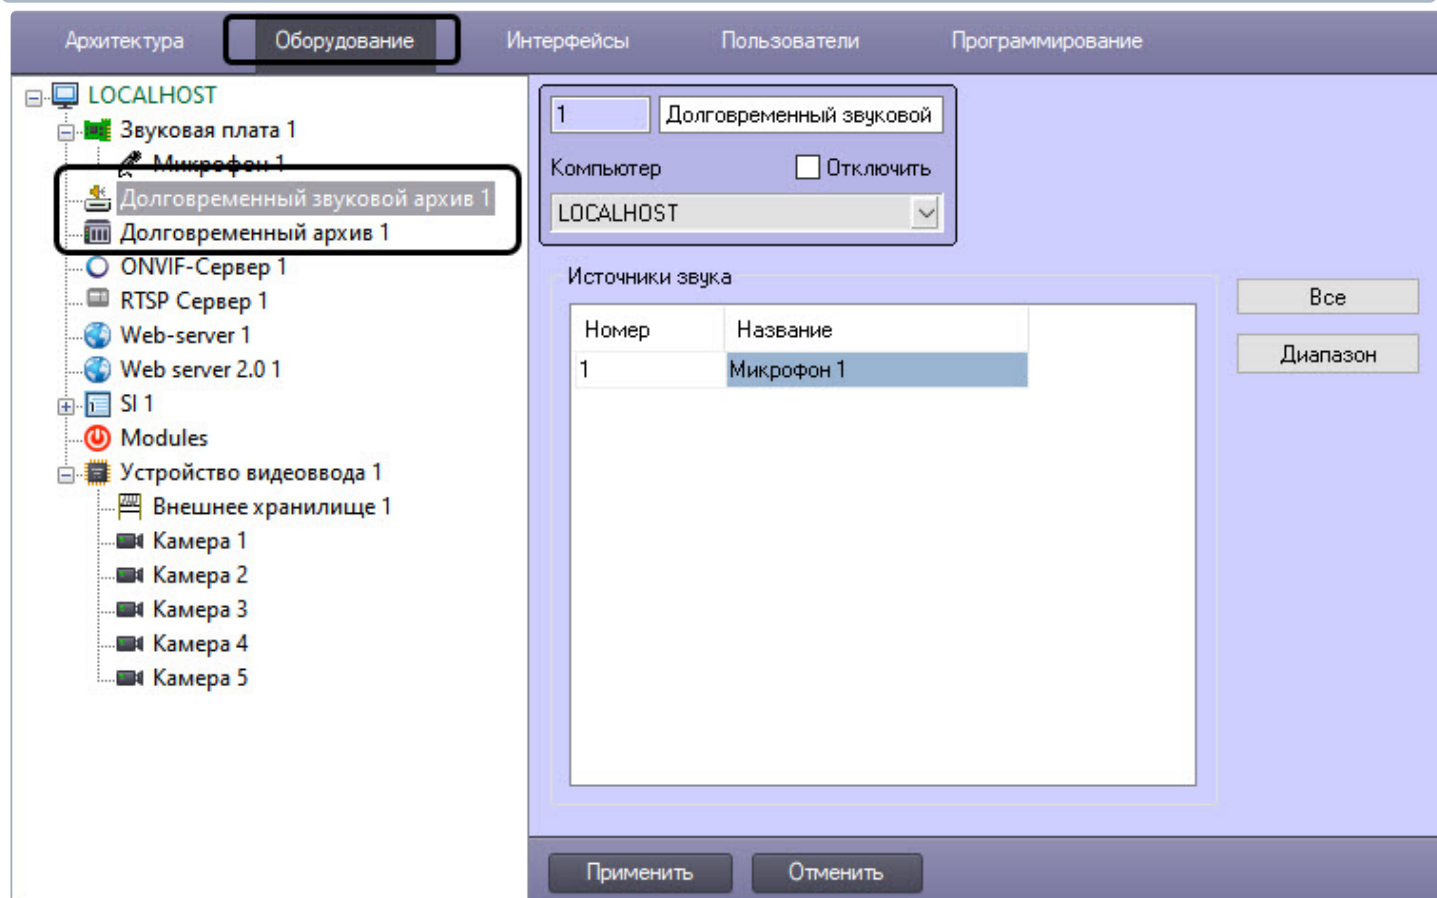 Архитектура Оборудование Интерфейсы Пользователи Программирование
LOCALHOST
Звуковая плата 1
Микрофон 1
Долговременный звуковой архив 1
Долговременный архив 1
ONVIF-Сервер 1
RTSP Сервер 1
Web-server 1
Web server 2.0 1
SI 1
Modules
Устройство видеоввода 1
Внешнее хранилище 1
Камера 1
Камера 2
Камера 3
Камера 4
Камера 5
1 Долговременный звуковой
Компьютер Отключить
LOCALHOST
Источники звука
Номер Название
1 Микрофон 1
Все
Диапазон
Применить Отменить